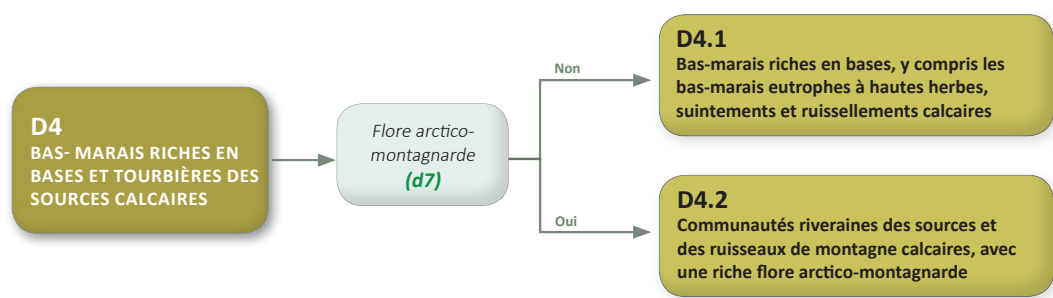 D4
BAS- MARAIS RICHES EN
BASES ET TOURBIÈRES DES
SOURCES CALCAIRES
Flore arctico-
montagnarde
(d7)
Non
D4.1
Bas-marais riches en bases, y compris les
bas-marais eutrophes à hautes herbes,
suintements et ruissellements calcaires
Oui
D4.2
Communautés riveraines des sources et
des ruisseaux de montagne calcaires, avec
une riche flore arctico-montagnarde